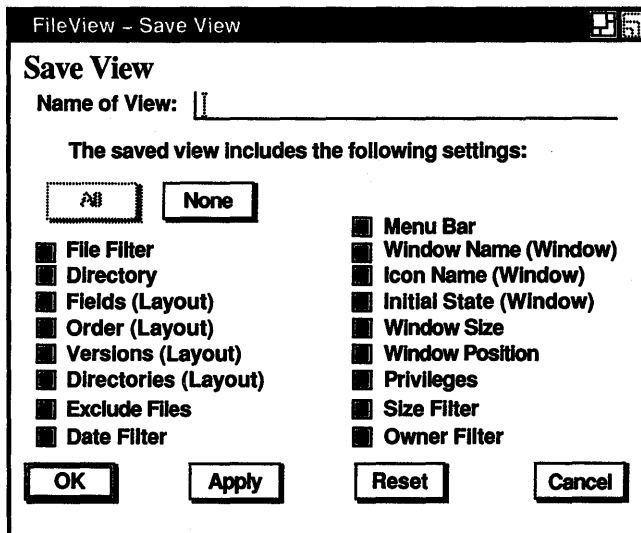 FileView – Save View
Save View
Name of View:
The saved view includes the following settings:
All
None
File Filter
Directory
Fields (Layout)
Order (Layout)
Versions (Layout)
Directories (Layout)
Exclude Files
Date Filter
Menu Bar
Window Name (Window)
Icon Name (Window)
Initial State (Window)
Window Size
Window Position
Privileges
Size Filter
Owner Filter
OK
Apply
Reset
Cancel